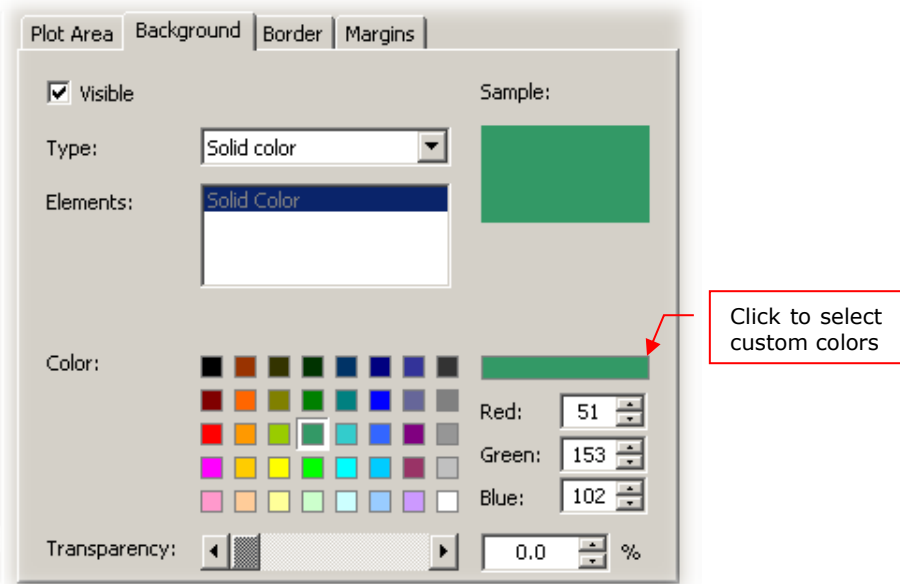 Plot Area Background Border Margins
Visible
Sample:
Type: Solid color
Elements: Solid Color
Click to select
custom colors
Color:
Red: 51
Green: 153
Blue: 102
Transparency: 0.0 %